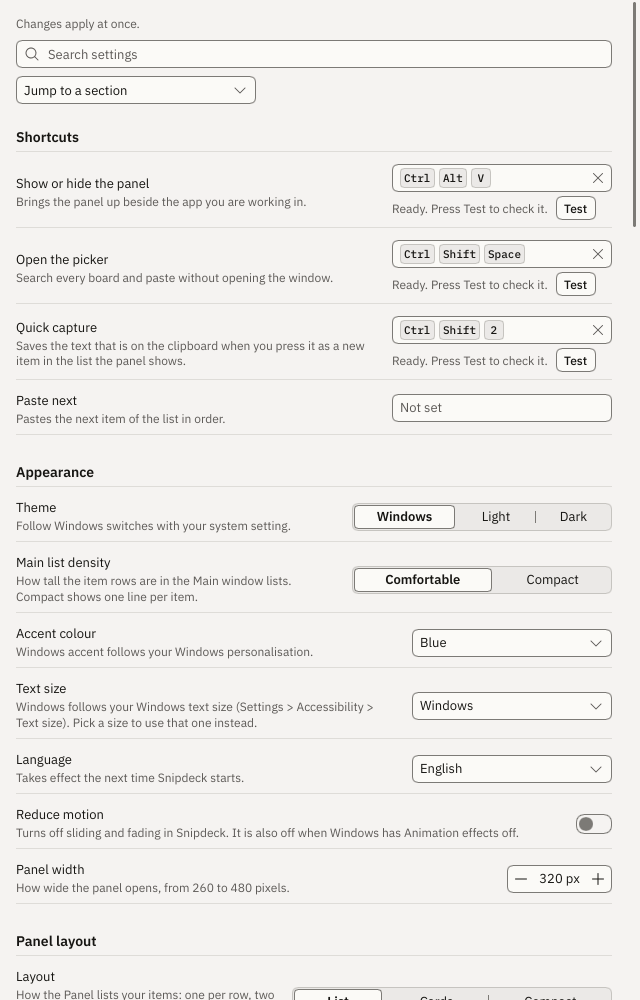 Changes apply at once.
Search settings
Jump to a section
Shortcuts
Show or hide the panel
Brings the panel up beside the app you are working in.
Ctrl Alt V
Ready. Press Test to check it. Test
Open the picker
Search every board and paste without opening the window.
Ctrl Shift Space
Ready. Press Test to check it. Test
Quick capture
Saves the text that is on the clipboard when you press it as a new
item in the list the panel shows.
Ctrl Shift 2
Ready. Press Test to check it. Test
Paste next
Pastes the next item of the list in order.
Not set
Appearance
Theme
Follow Windows switches with your system setting.
Windows Light Dark
Main list density
How tall the item rows are in the Main window lists.
Compact shows one line per item.
Comfortable Compact
Accent colour
Windows accent follows your Windows personalisation.
Blue
Text size
Windows follows your Windows text size (Settings > Accessibility >
Text size). Pick a size to use that one instead.
Windows
Language
Takes effect the next time Snipdeck starts.
English
Reduce motion
Turns off sliding and fading in Snipdeck. It is also off when Windows has Animation effects off.
Panel width
How wide the panel opens, from 260 to 480 pixels.
320 px
Panel layout
Layout
How the Panel lists your items: one per row, two
List Cards Compact